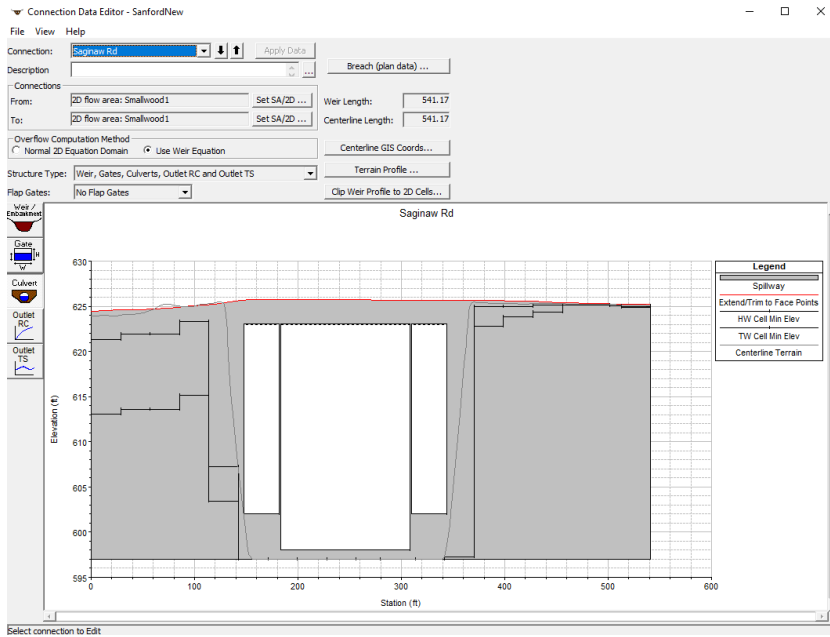 Connection Data Editor - SanfordNew
File View Help
Connection: Saginaw Rd Apply Data
Description ... Breach (plan data) ...
Connections
From: 2D flow area: Smallwood1 Set SA/2D ... Weir Length: 541.17
To: 2D flow area: Smallwood1 Set SA/2D ... Centerline Length: 541.17
Overflow Computation Method
Normal 2D Equation Domain Use Weir Equation Centerline GIS Coords...
Structure Type: Weir, Gates, Culverts, Outlet RC and Outlet TS Terrain Profile ...
Flap Gates: No Flap Gates Clip Weir Profile to 2D Cells...
Weir /
Embankment
Gate
H
W
Culvert
Outlet
RC
Outlet
TS
Saginaw Rd
630
625
620
615
610
605
600
595
Elevation (ft)
0 100 200 300 400 500 600
Station (ft)
Legend
Spillway
Extend/Trim to Face Points
HW Cell Min Elev
TW Cell Min Elev
Centerline Terrain
Select connection to Edit